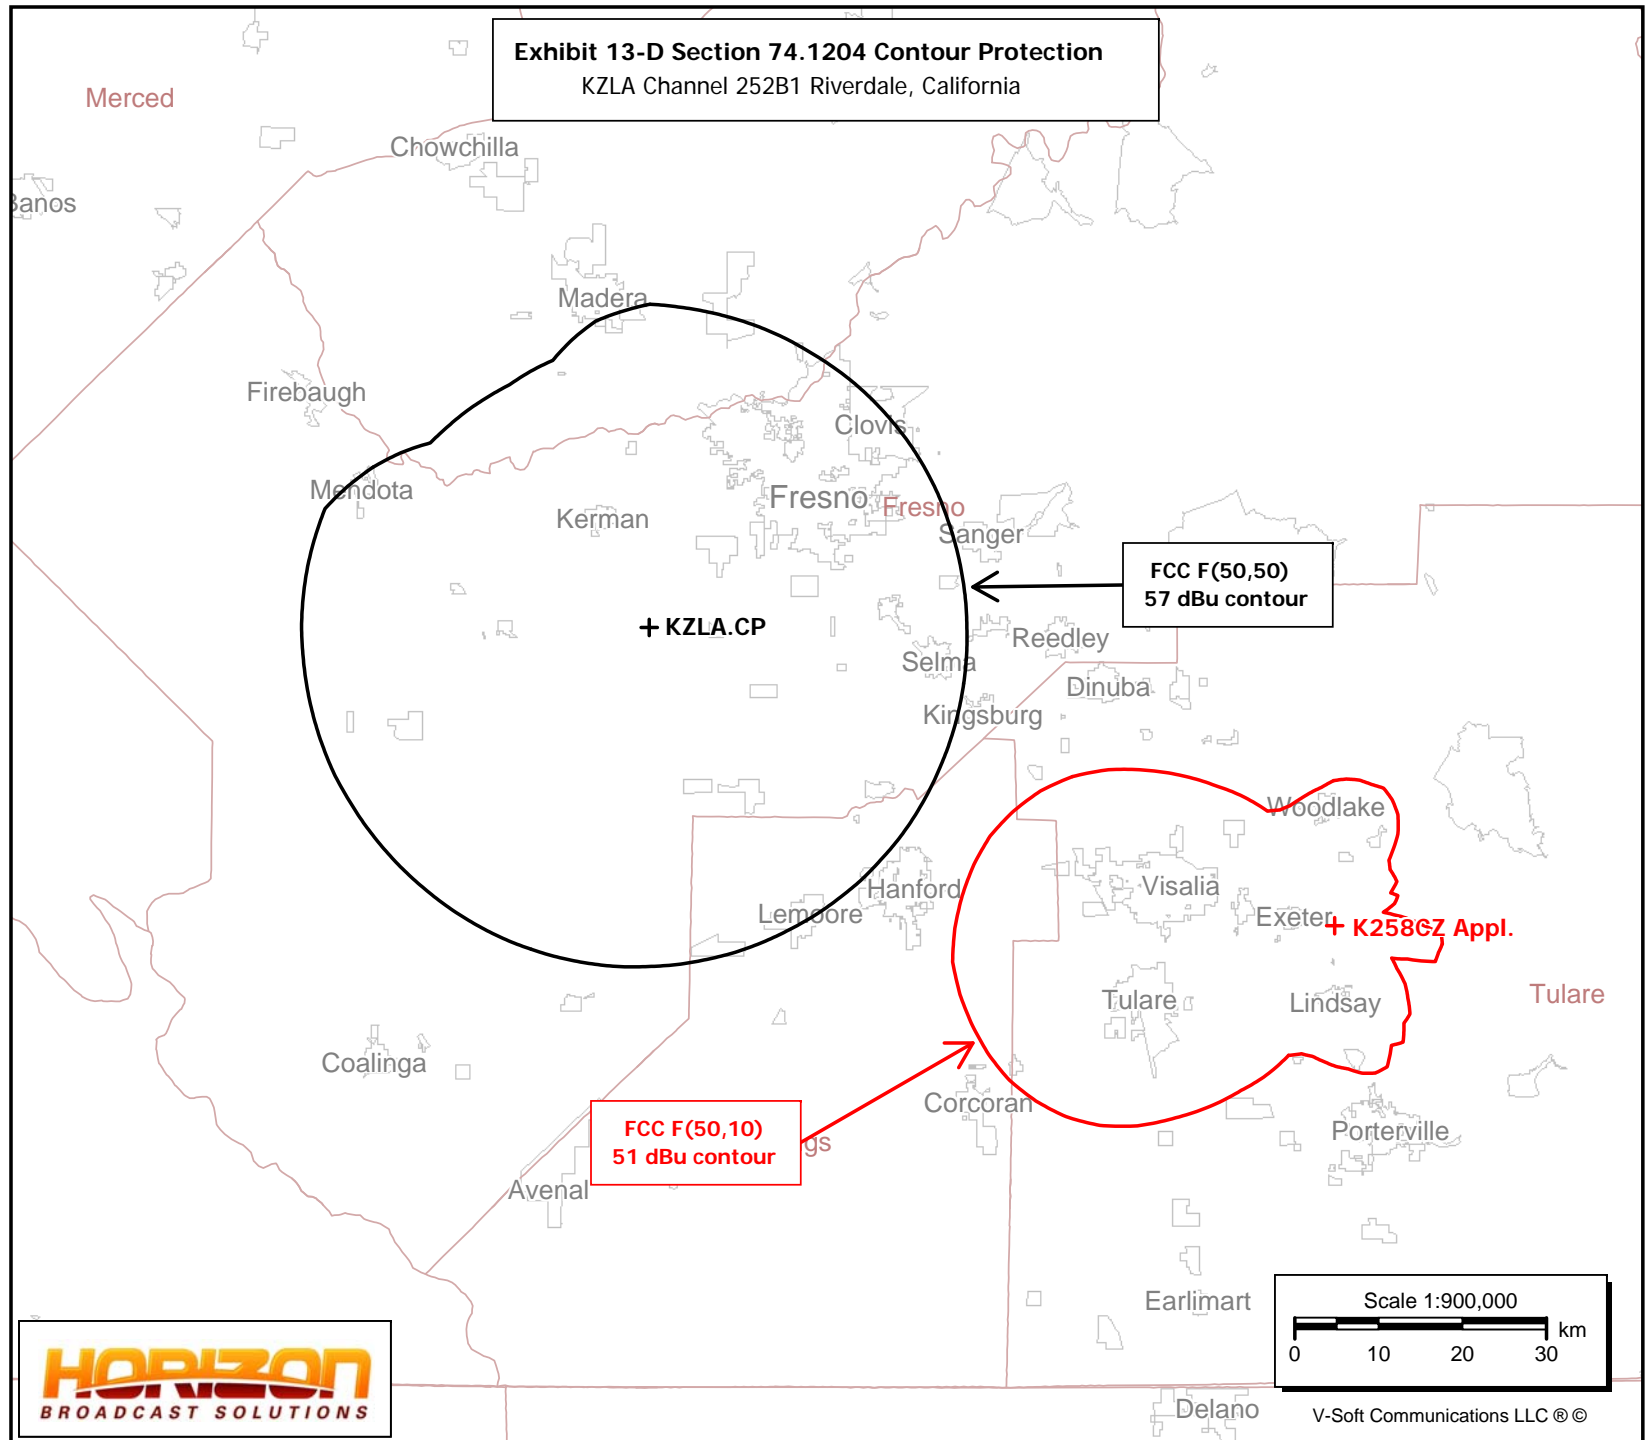 Exhibit 13-D Section 74.1204 Contour Protection
KZLA Channel 252B1 Riverdale, California
Merced
Chowchilla
Banos
Madera
Firebaugh
Clovis
Mendota
Fresno
Fresno
Kerman
Sanger
FCC F(50,50)
57 dBu contour
KZLA.CP
Reedley
Selma
Dinuba
Kingsburg
Woodlake
Visalia
Hanford
Lemoore
Exeter
K258CZ Appl.
Tulare
Lindsay
Tulare
Coalinga
Corcoran
FCC F(50,10)
51 dBu contour
gs
Porterville
Avenal
Earlimart
Scale 1:900,000
km
0 10 20 30
HORIZON
BROADCAST SOLUTIONS
Delano
V-Soft Communications LLC ® ©